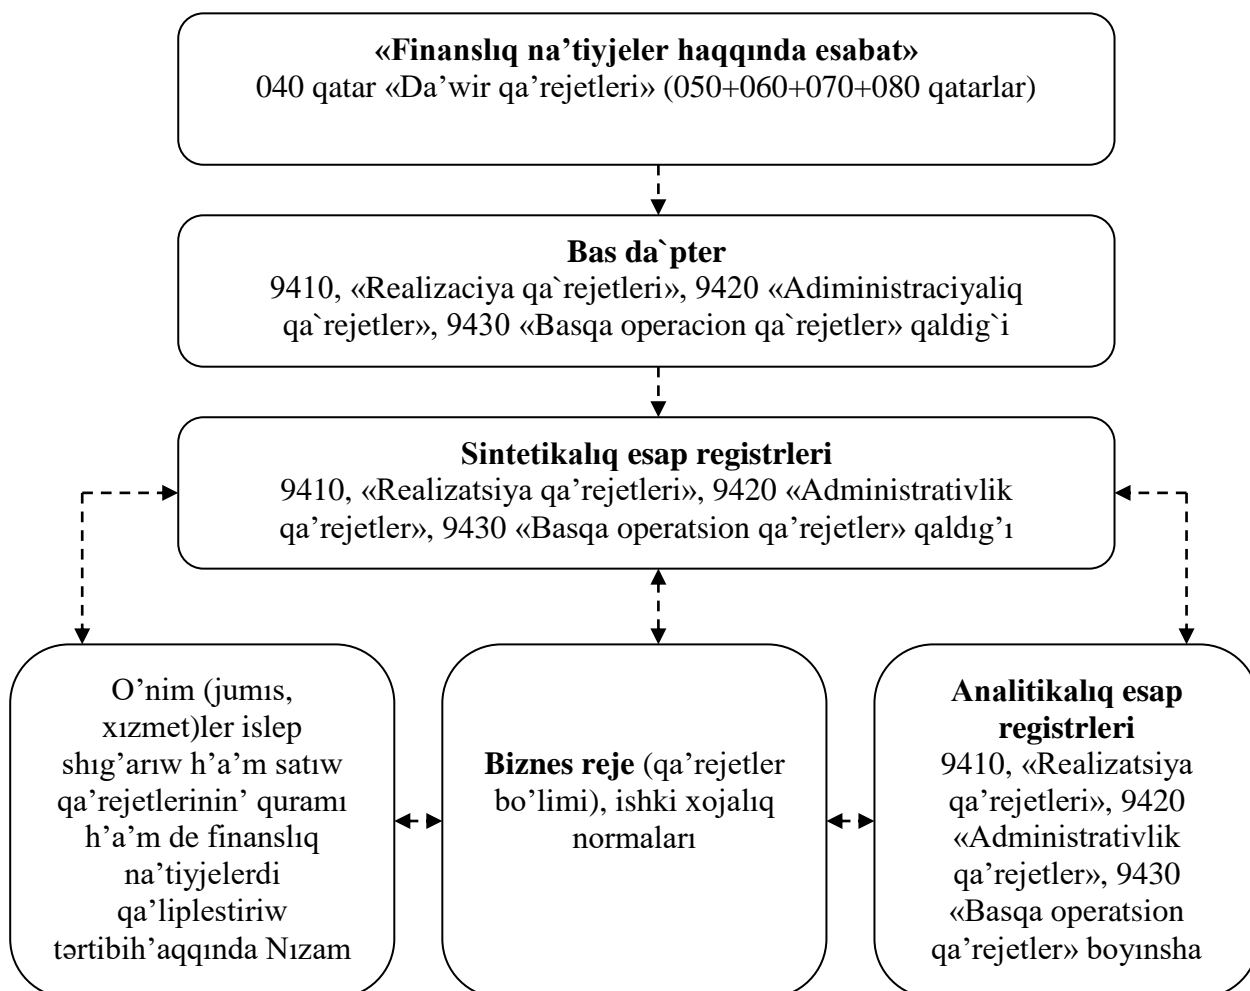 «Finanslıq na’tiyjeler haqqında esabat»
040 qatar «Da’wir qa’rejetleri» (050+060+070+080 qatarlar)
Bas da`pter
9410, «Realizaciya qa`rejetleri», 9420 «Adiministraciyaliq
qa`rejetler», 9430 «Basqa operacion qa`rejetler» qaldig`i
Sintetikalıq esap registrleri
9410, «Realizatsiya qa’rejetleri», 9420 «Administrativlik
qa’rejetler», 9430 «Basqa operatsion qa’rejetler» qaldıg’ı
O’nim (jumıs,
xızmet)ler islep
shıg’arıw h’a’m satıw
qa’rejetlerinin’ quramı
h’a’m de finanslıq
na’tiyjelerdi
qa’liplestiriw
tərtibih’aqqında Nızam
Biznes reje (qa’rejetler
bo’limi), ishki xojalıq
normaları
Analitikalıq esap
registrleri
9410, «Realizatsiya
qa’rejetleri», 9420
«Administrativlik
qa’rejetler», 9430
«Basqa operatsion
qa’rejetler» boyınsha